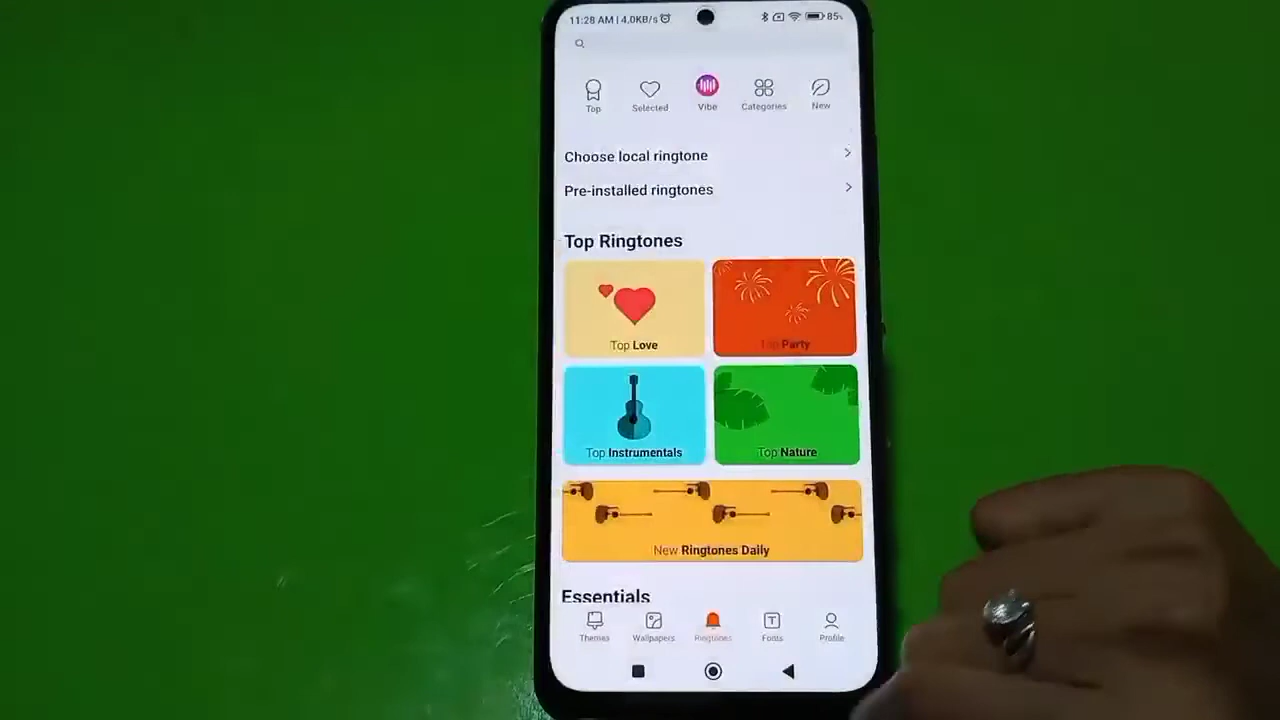 11:28 AM | 4.0KB/s
85%
Top
Selected
Vibe
Categories
New
Choose local ringtone
Pre-installed ringtones
Top Ringtones
Top Love
Top Party
Top Instrumentals
Top Nature
New Ringtones Daily
Essentials
Themes
Wallpapers
Ringtones
Fonts
Profile